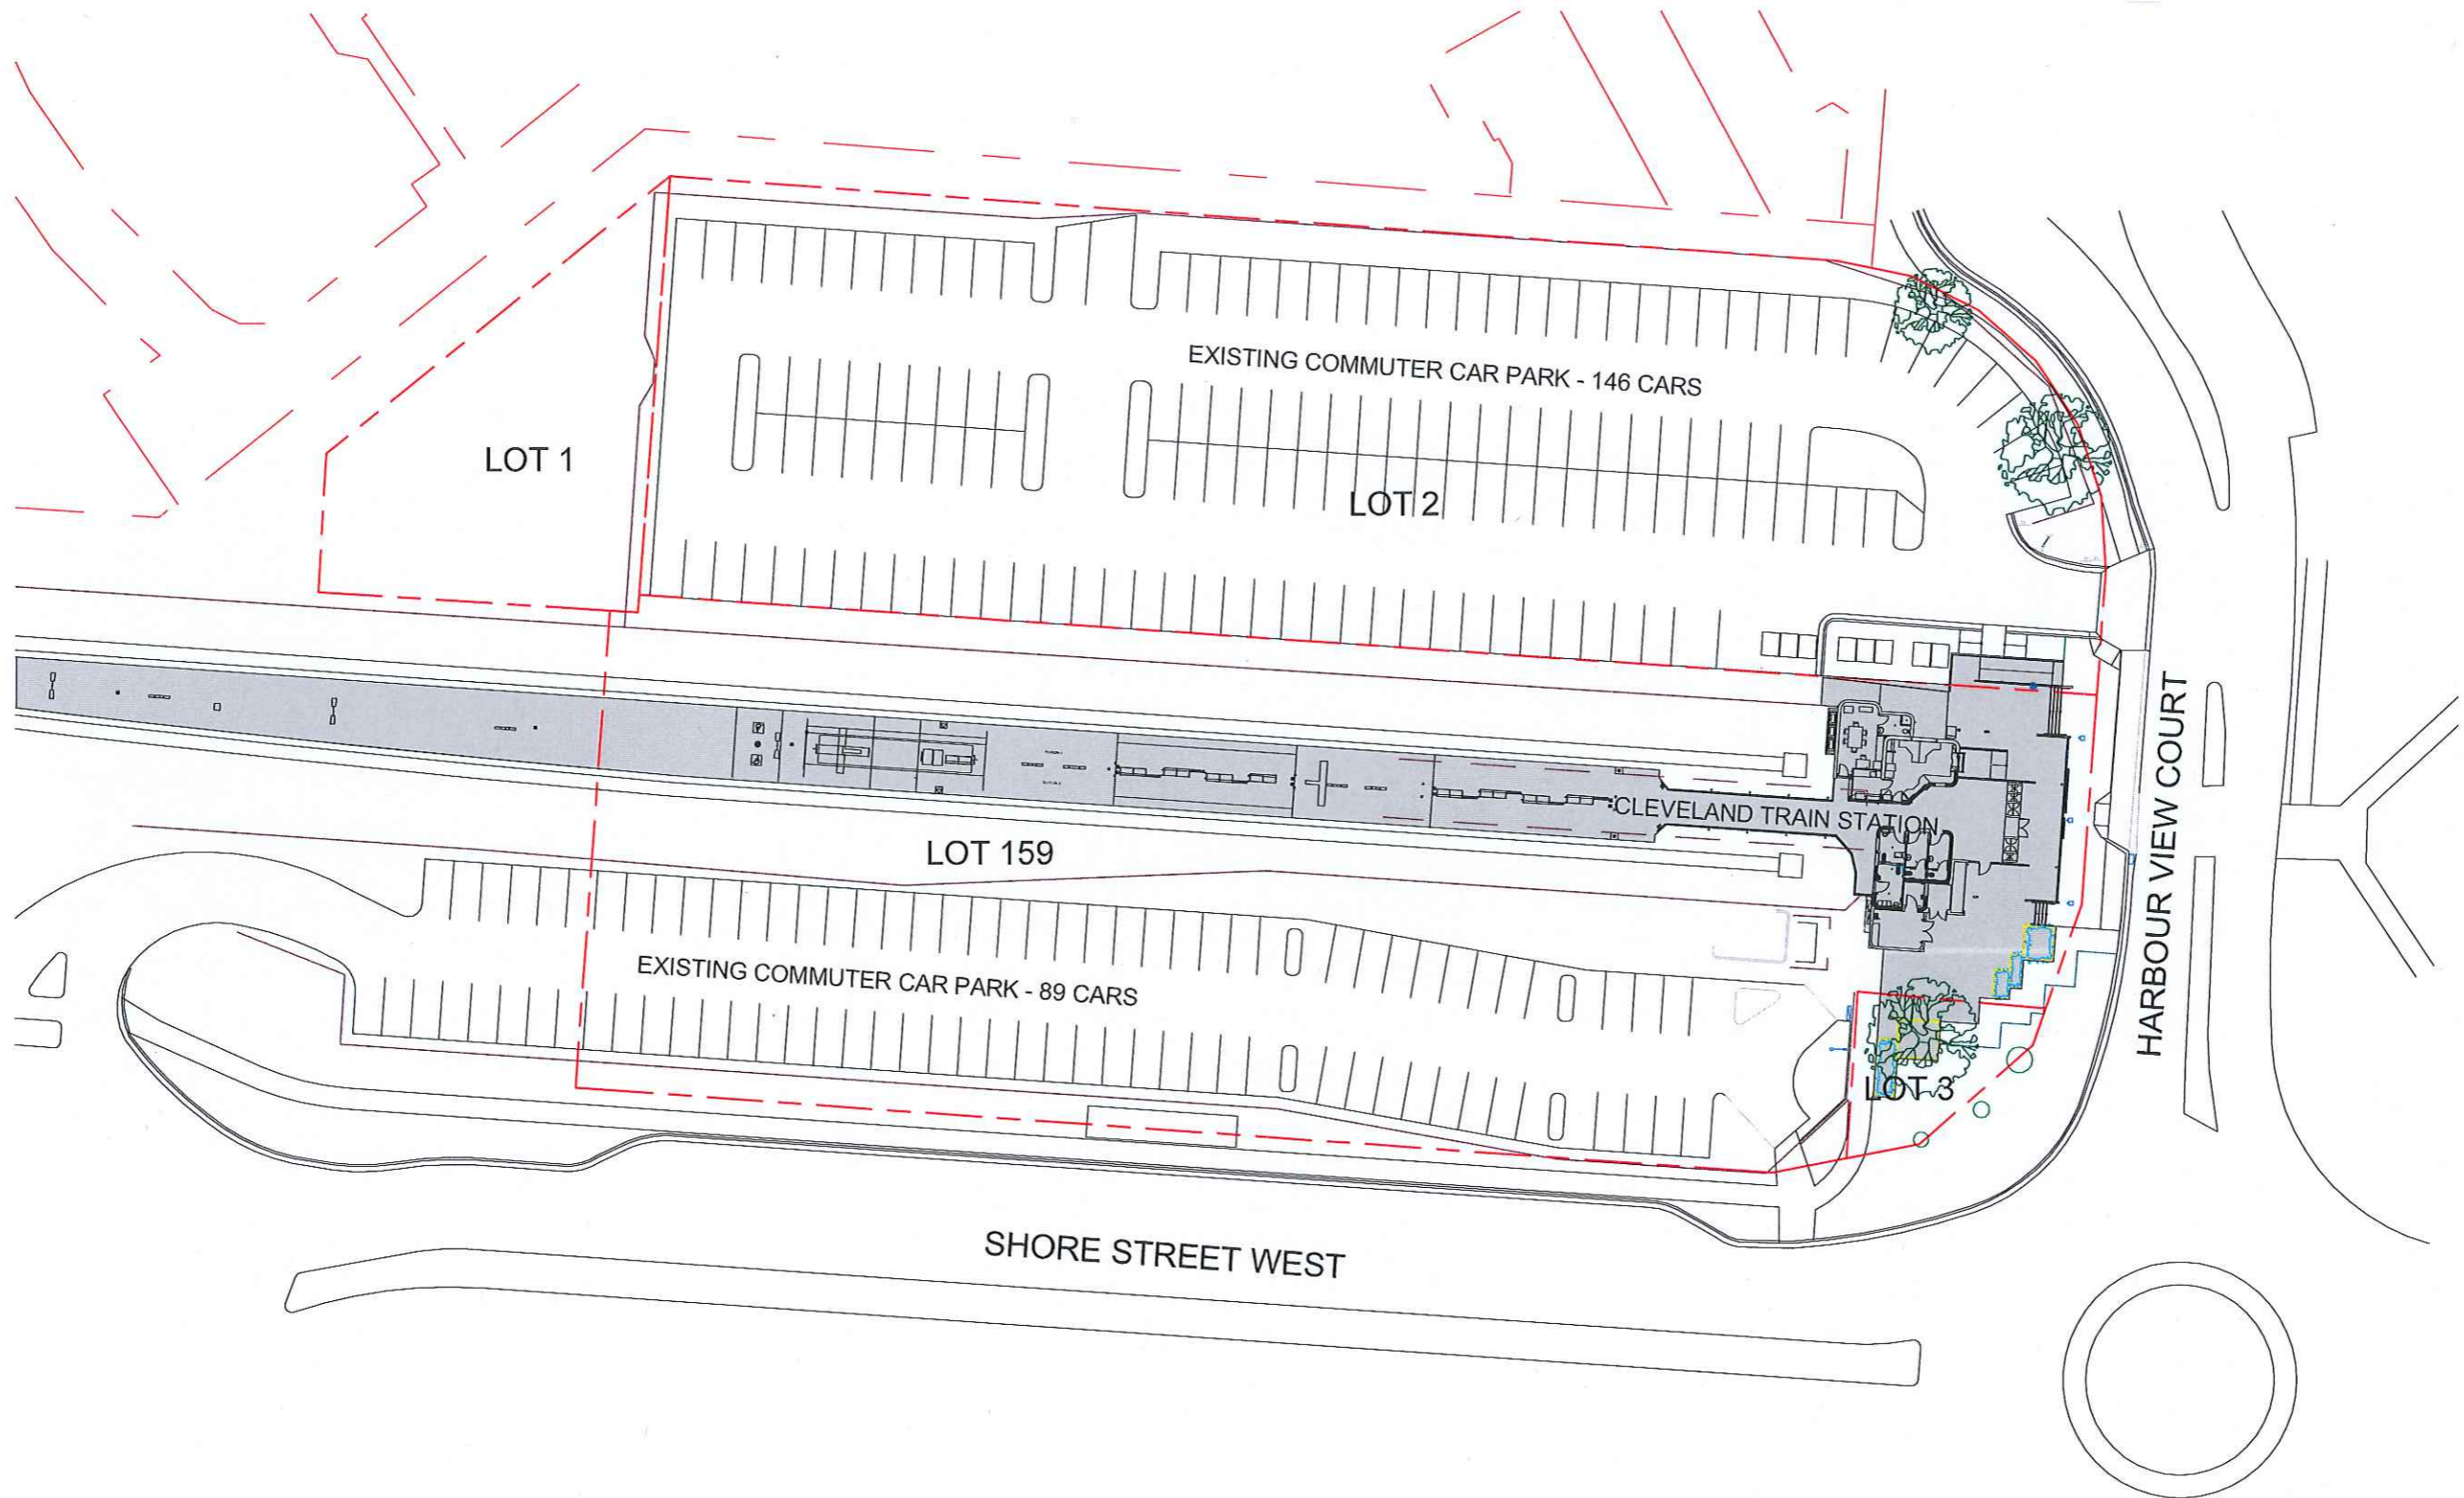 EXISTING COMMUTER CAR PARK - 146 CARS
LOT 1
LOT 2
CLEVELAND TRAIN STATION
LOT 159
HARBOUR VIEW COURT
EXISTING COMMUTER CAR PARK - 89 CARS
LOT 3
SHORE STREET WEST